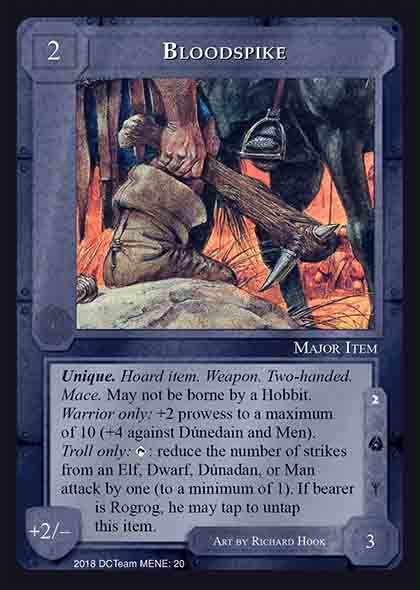 2
BLOODSPIKE
MAJOR ITEM
Unique. Hoard item. Weapon. Two-handed.
Mace. May not be borne by a Hobbit.
Warrior only: +2 prowess to a maximum
of 10 (+4 against Dúnedain and Men).
Troll only: : reduce the number of strikes
from an Elf, Dwarf, Dúnadan, or Man
attack by one (to a minimum of 1). If bearer
is Rogrog, he may tap to untap
this item.
2
+2/–
ART BY RICHARD HOOK
3
2018 DCTeam MENE: 20